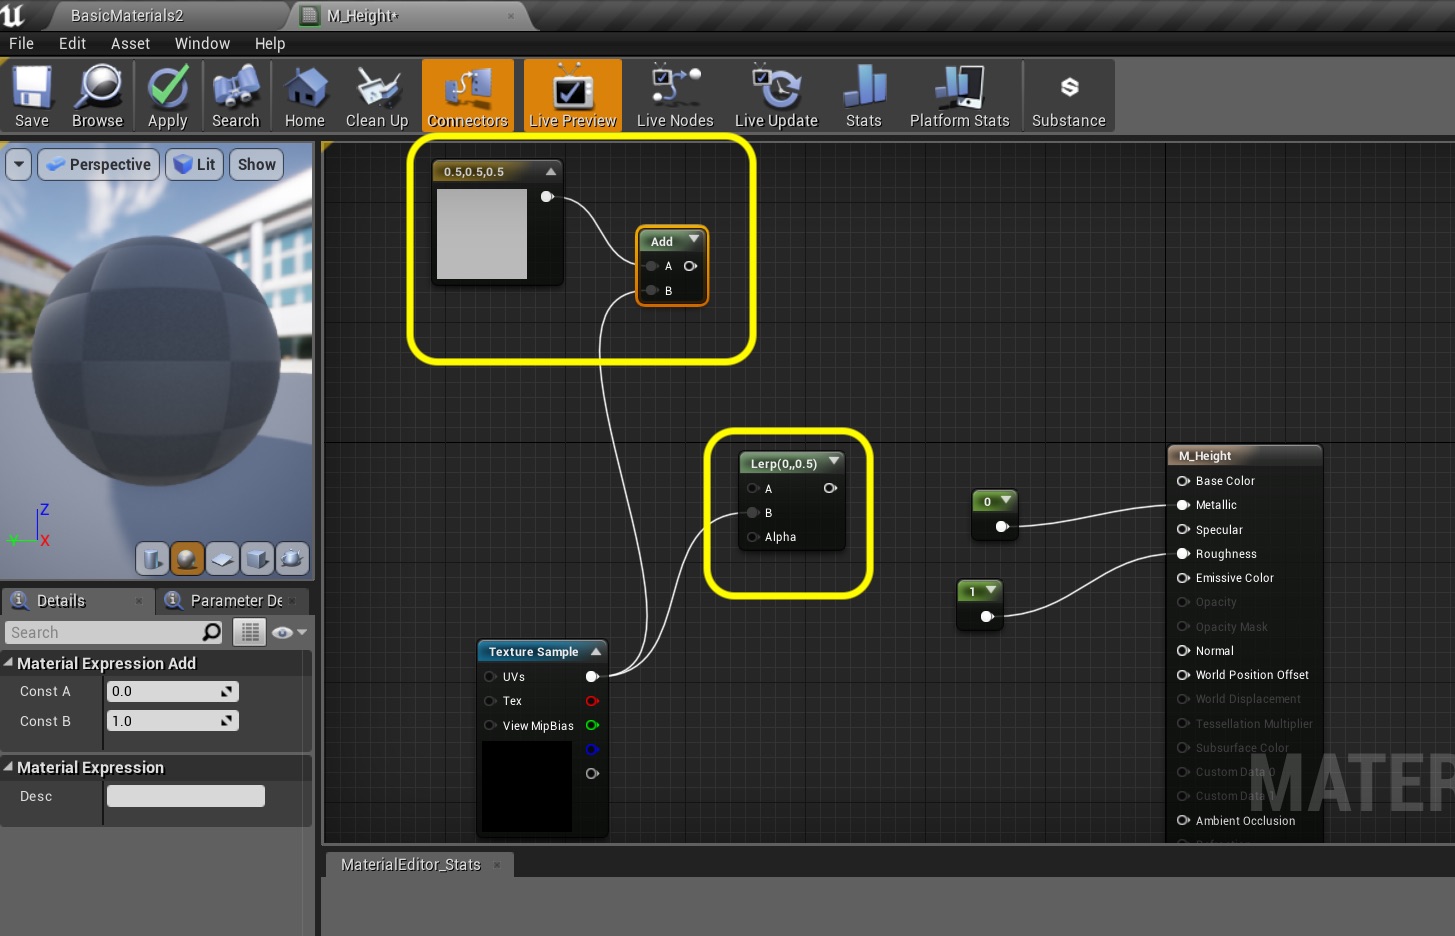 BasicMaterials2
M_Height*
File Edit Asset Window Help
Save Browse Apply Search Home Clean Up Connectors Live Preview Live Nodes Live Update Stats Platform Stats Substance
Perspective Lit Show
0.5,0.5,0.5
Add
A
B
Lerp(0,,0.5)
A
B
Alpha
0
1
Texture Sample
UVs
Tex
View MipBias
M_Height
Base Color
Metallic
Specular
Roughness
Emissive Color
Opacity
Opacity Mask
Normal
World Position Offset
World Displacement
Tessellation Multiplier
Subsurface Color
Custom Data 0
Custom Data
Ambient Occlusion
MATER
Z
Y
X
Details
Parameter De
Search
Material Expression Add
Const A 0.0
Const B 1.0
Material Expression
Desc
MaterialEditor_Stats